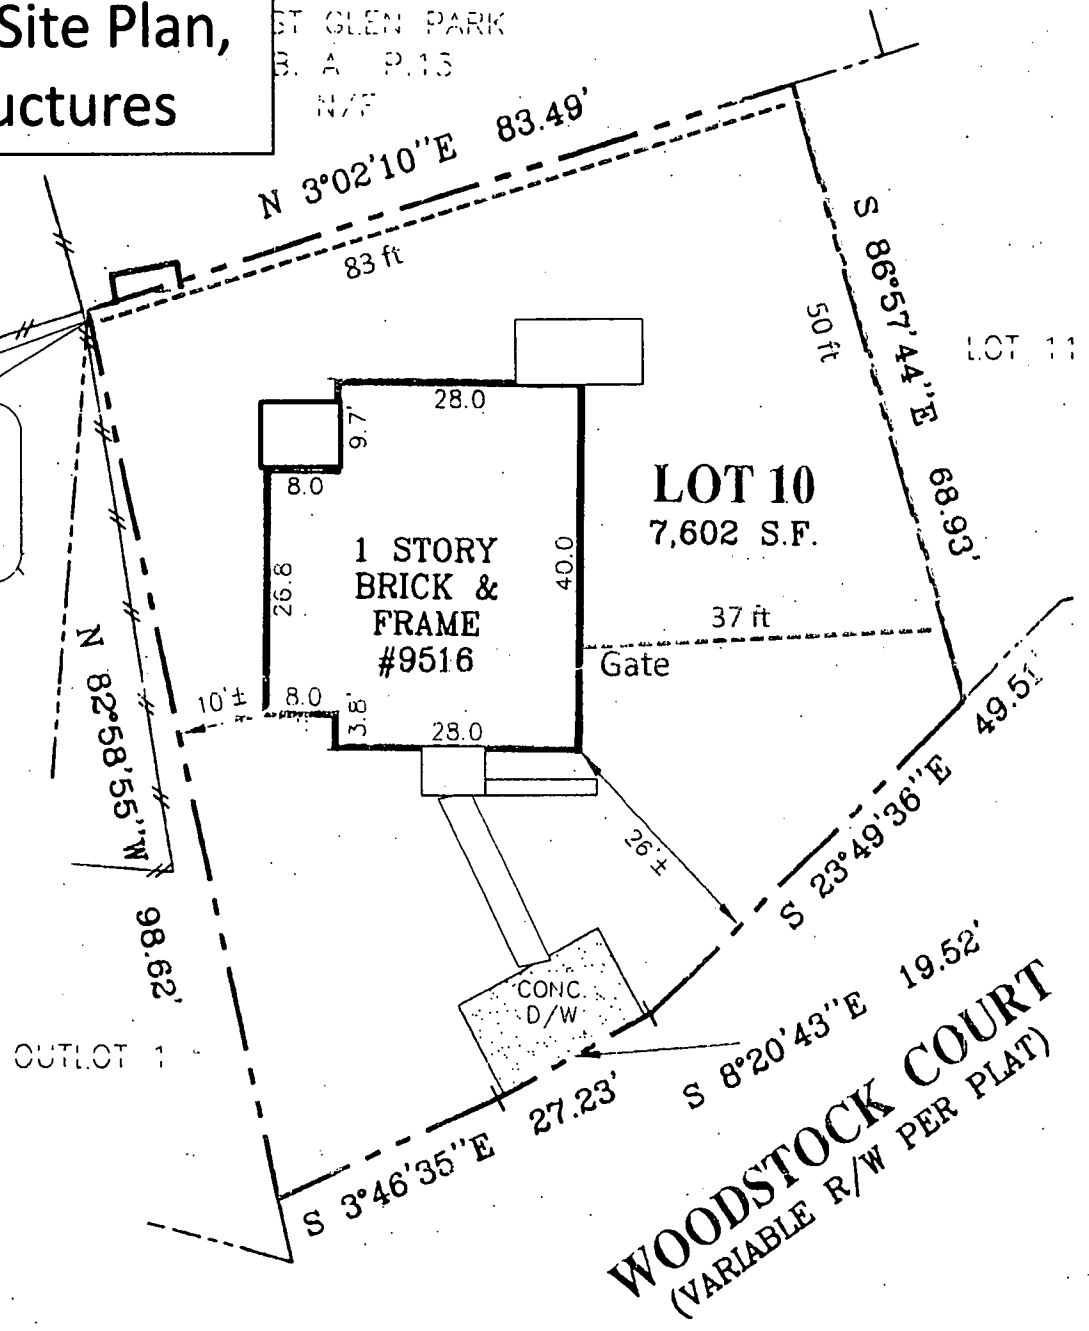 Site Plan,
uctures
ST GLEN PARK
B. A P.13
N/F
N 3°02'10"E 83.49'
83 ft
S 86°57'44"E 68.93'
50 ft
LOT 11
28.0
9.7'
8.0
LOT 10
7,602 S.F.
1 STORY
BRICK &
FRAME
#9516
26.8
40.0
37 ft
Gate
N 82°58'55"W 98.62'
10'±
8.0
3.8'
28.0
26'±
S 23°49'36"E 49.51'
CONC.
D/W
S 8°20'43"E 19.52'
OUTLOT 1
S 3°46'35"E 27.23'
WOODSTOCK COURT
(VARIABLE R/W PER PLAT)